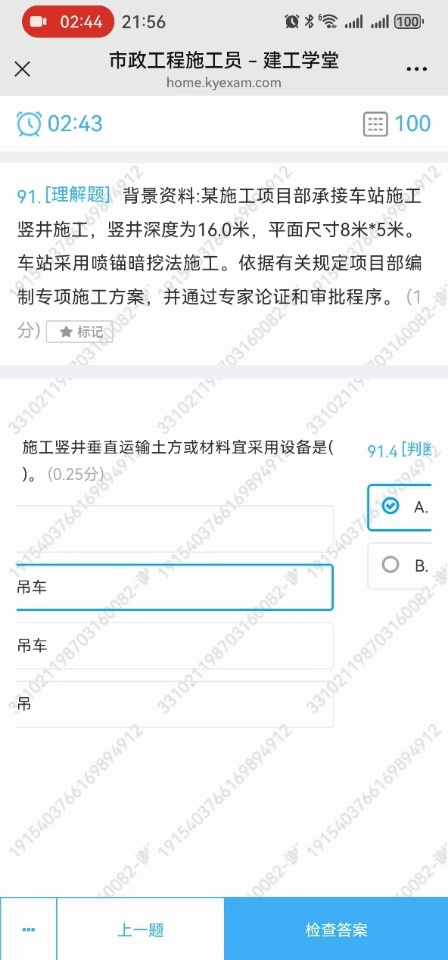 02:44 21:56 6 100
市政工程施工员 - 建工学堂
home.kyexam.com
02:43 100
91.[理解题] 背景资料:某施工项目部承接车站施工
竖井施工，竖井深度为16.0米，平面尺寸8米*5米。
车站采用喷锚暗挖法施工。依据有关规定项目部编
制专项施工方案，并通过专家论证和审批程序。(1
分) ★ 标记
施工竖井垂直运输土方或材料宜采用设备是(
)。(0.25分)
91.4 [判断
A.
吊车
B.
吊车
吊
上一题 检查答案
331021198703160082-谢
1915403766169894912